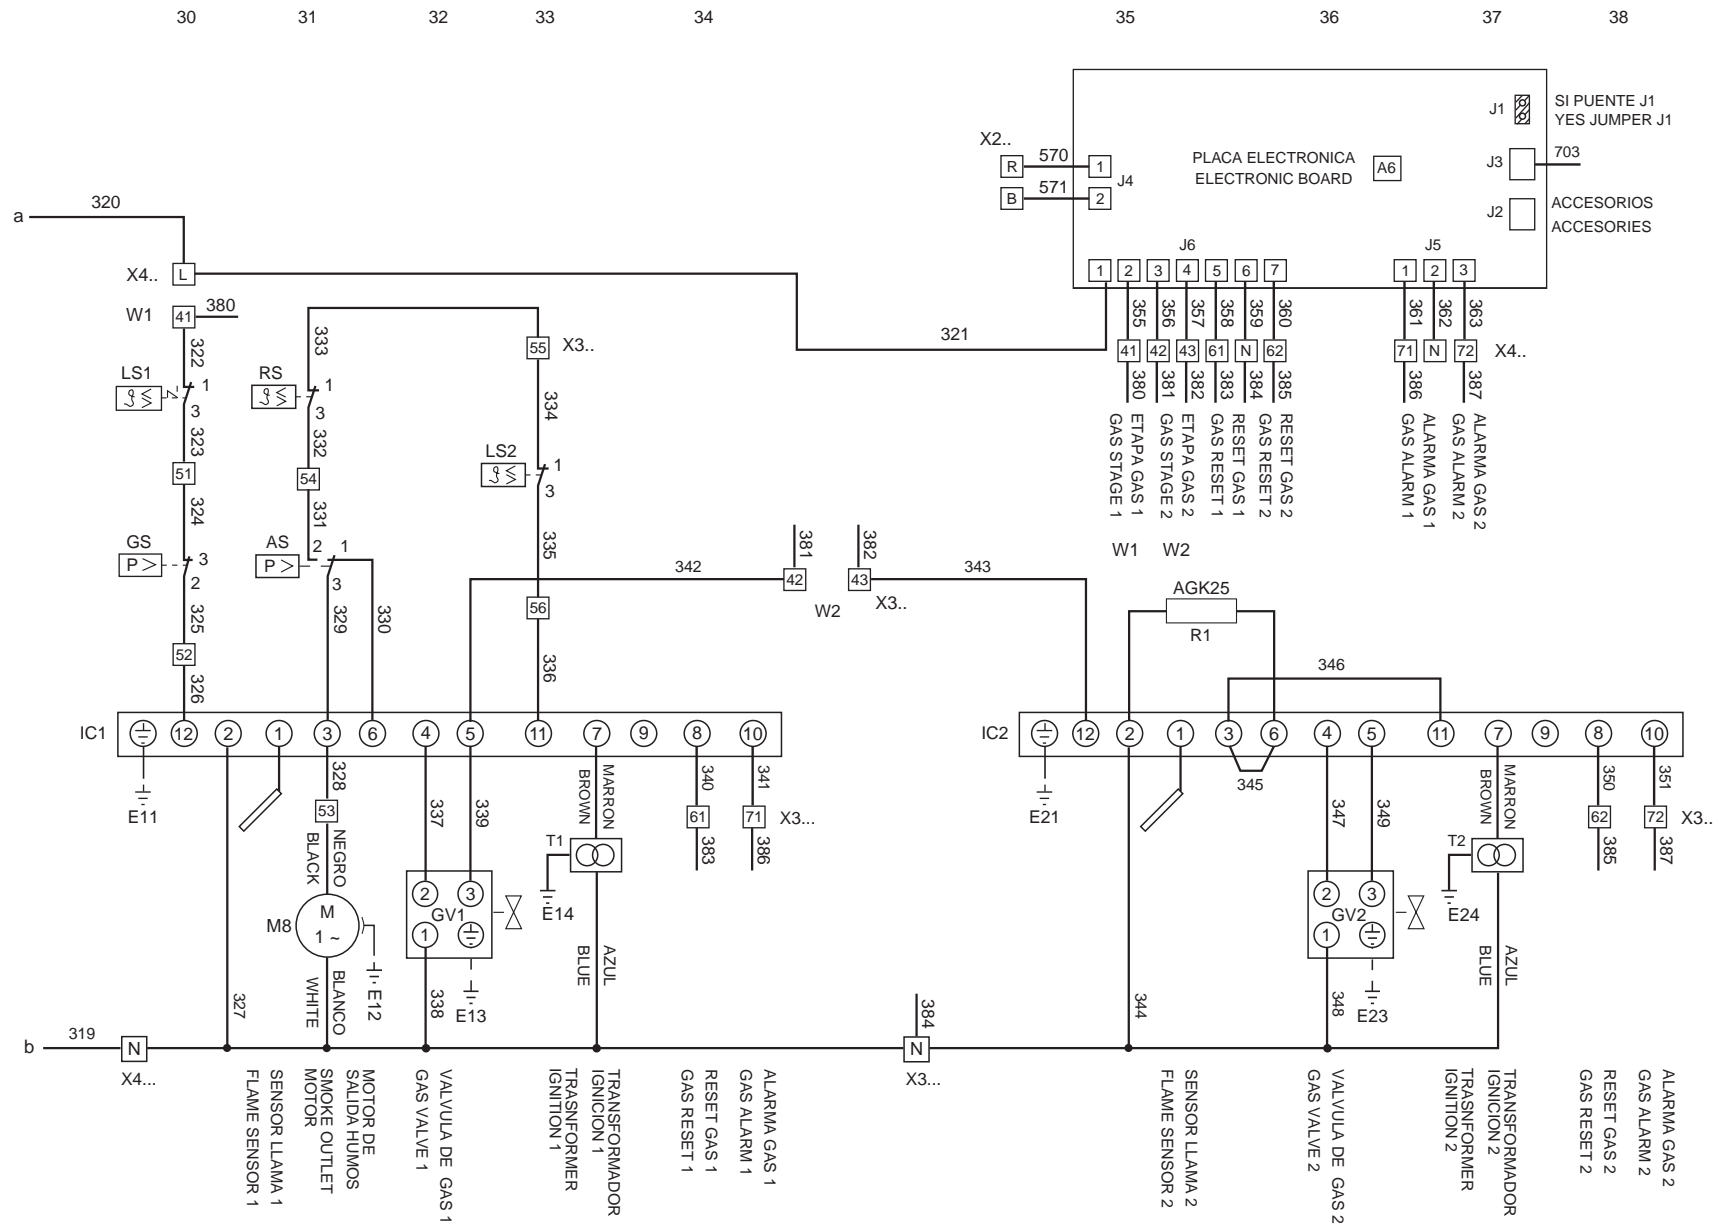 30 31 32 33 34 35 36 37 38
J1
SI PUENTE J1
YES JUMPER J1
X2..
R 570 1
B 571 2
J4
PLACA ELECTRONICA
ELECTRONIC BOARD
A6
J3 703
J2
ACCESORIOS
ACCESORIES
a 320
X4.. L
321
J6
1 2 3 4 5 6 7
J5
1 2 3
355 356 357 358 359 360
361 362 363
41 42 43 61 N 62
71 N 72 X4..
380 381 382 383 384 385
386 387
ETAPA GAS 1
GAS STAGE 1
ETAPA GAS 2
GAS STAGE 2
RESET GAS 1
GAS RESET 1
RESET GAS 2
GAS RESET 2
ALARMA GAS 1
GAS ALARM 1
ALARMA GAS 2
GAS ALARM 2
W1 W2
W1 41 380
322
LS1 1
3
323
51
324
GS
P > 3
2
325
52
326
333
RS 1
3
332
54
331
AS
P > 2 1
3
329 330
55 X3..
334
LS2 1
3
335
56
336
342
381
42
W2
382
43
X3..
343
AGK25
R1
346
IC1 12 2 1 3 6 4 5 11 7 9 8 10
IC2 12 2 1 3 6 4 5 11 7 9 8 10
E11
328
53
NEGRO
BLACK
M8
M
1 ~
E12
BLANCO
WHITE
327
337 339
2 3
GV1
1
E13
338
MARRON
BROWN
T1
E14
AZUL
BLUE
340
61
383
341
71
386
X3...
E21
345
344
347 349
2 3
GV2
1
E23
348
MARRON
BROWN
T2
E24
AZUL
BLUE
350
62
385
351
72
387
X3..
b 319 N
X4...
384
N
X3...
SENSOR LLAMA 1
FLAME SENSOR 1
MOTOR DE
SALIDA HUMOS
SMOKE OUTLET
MOTOR
VALVULA DE GAS 1
GAS VALVE 1
TRANSFORMADOR
IGNICION 1
TRASNFORMER
IGNITION 1
RESET GAS 1
GAS RESET 1
ALARMA GAS 1
GAS ALARM 1
SENSOR LLAMA 2
FLAME SENSOR 2
VALVULA DE GAS 2
GAS VALVE 2
TRANSFORMADOR
IGNICION 2
TRASNFORMER
IGNITION 2
RESET GAS 2
GAS RESET 2
ALARMA GAS 2
GAS ALARM 2